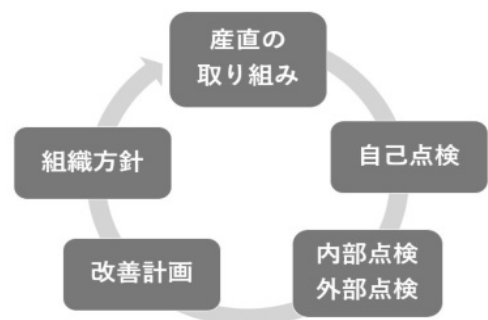 産直の
取り組み
自己点検
内部点検
外部点検
改善計画
組織方針